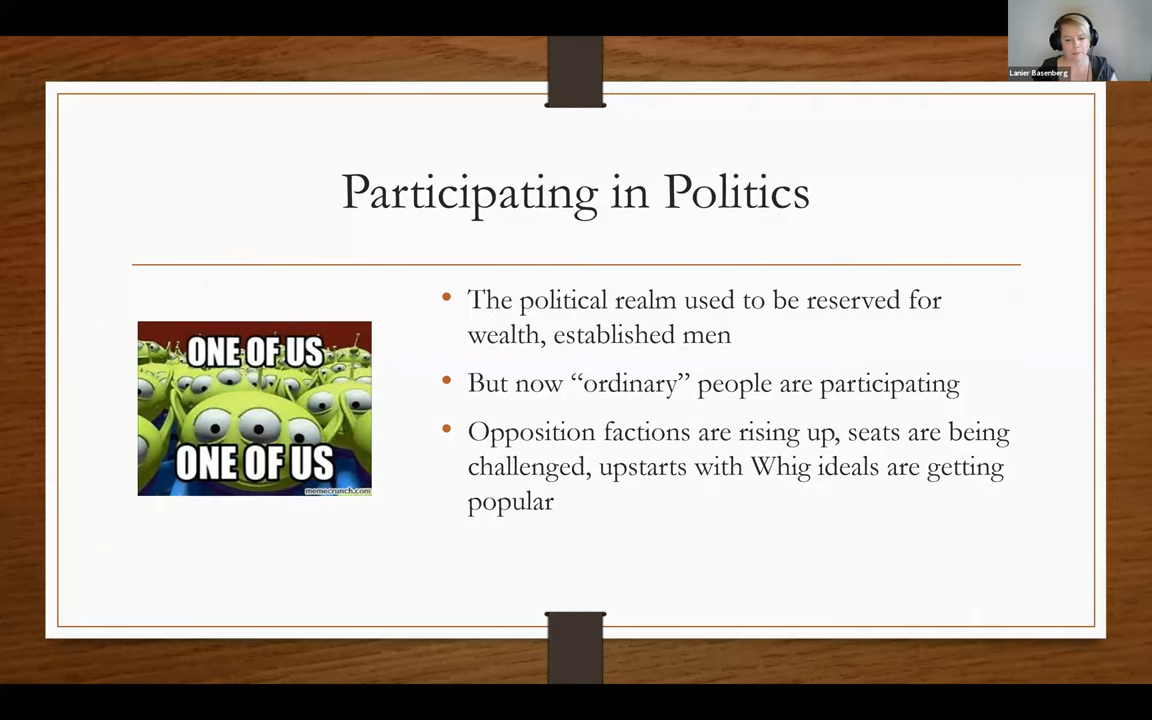 Lanier Basenberg
Participating in Politics
ONE OF US
ONE OF US
memecrunch.com
• The political realm used to be reserved for
wealth, established men
• But now “ordinary” people are participating
• Opposition factions are rising up, seats are being
challenged, upstarts with Whig ideals are getting
popular